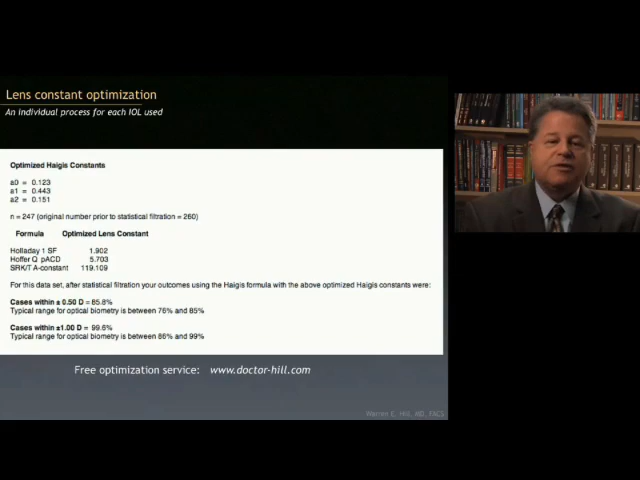 Lens constant optimization
An individual process for each IOL used
Optimized Haigis Constants
a0 = 0.123
a1 = 0.443
a2 = 0.151
n = 247 (original number prior to statistical filtration = 260)
Formula Optimized Lens Constant
Holladay 1 SF 1.902
Hoffer Q pACD 5.703
SRK/T A-constant 119.109
For this data set, after statistical filtration your outcomes using the Haigis formula with the above optimized Haigis constants were:
Cases within ± 0.50 D = 85.8%
Typical range for optical biometry is between 76% and 85%
Cases within ±1.00 D = 99.6%
Typical range for optical biometry is between 86% and 99%
Free optimization service: www.doctor-hill.com
Warren E. Hill, MD, FACS